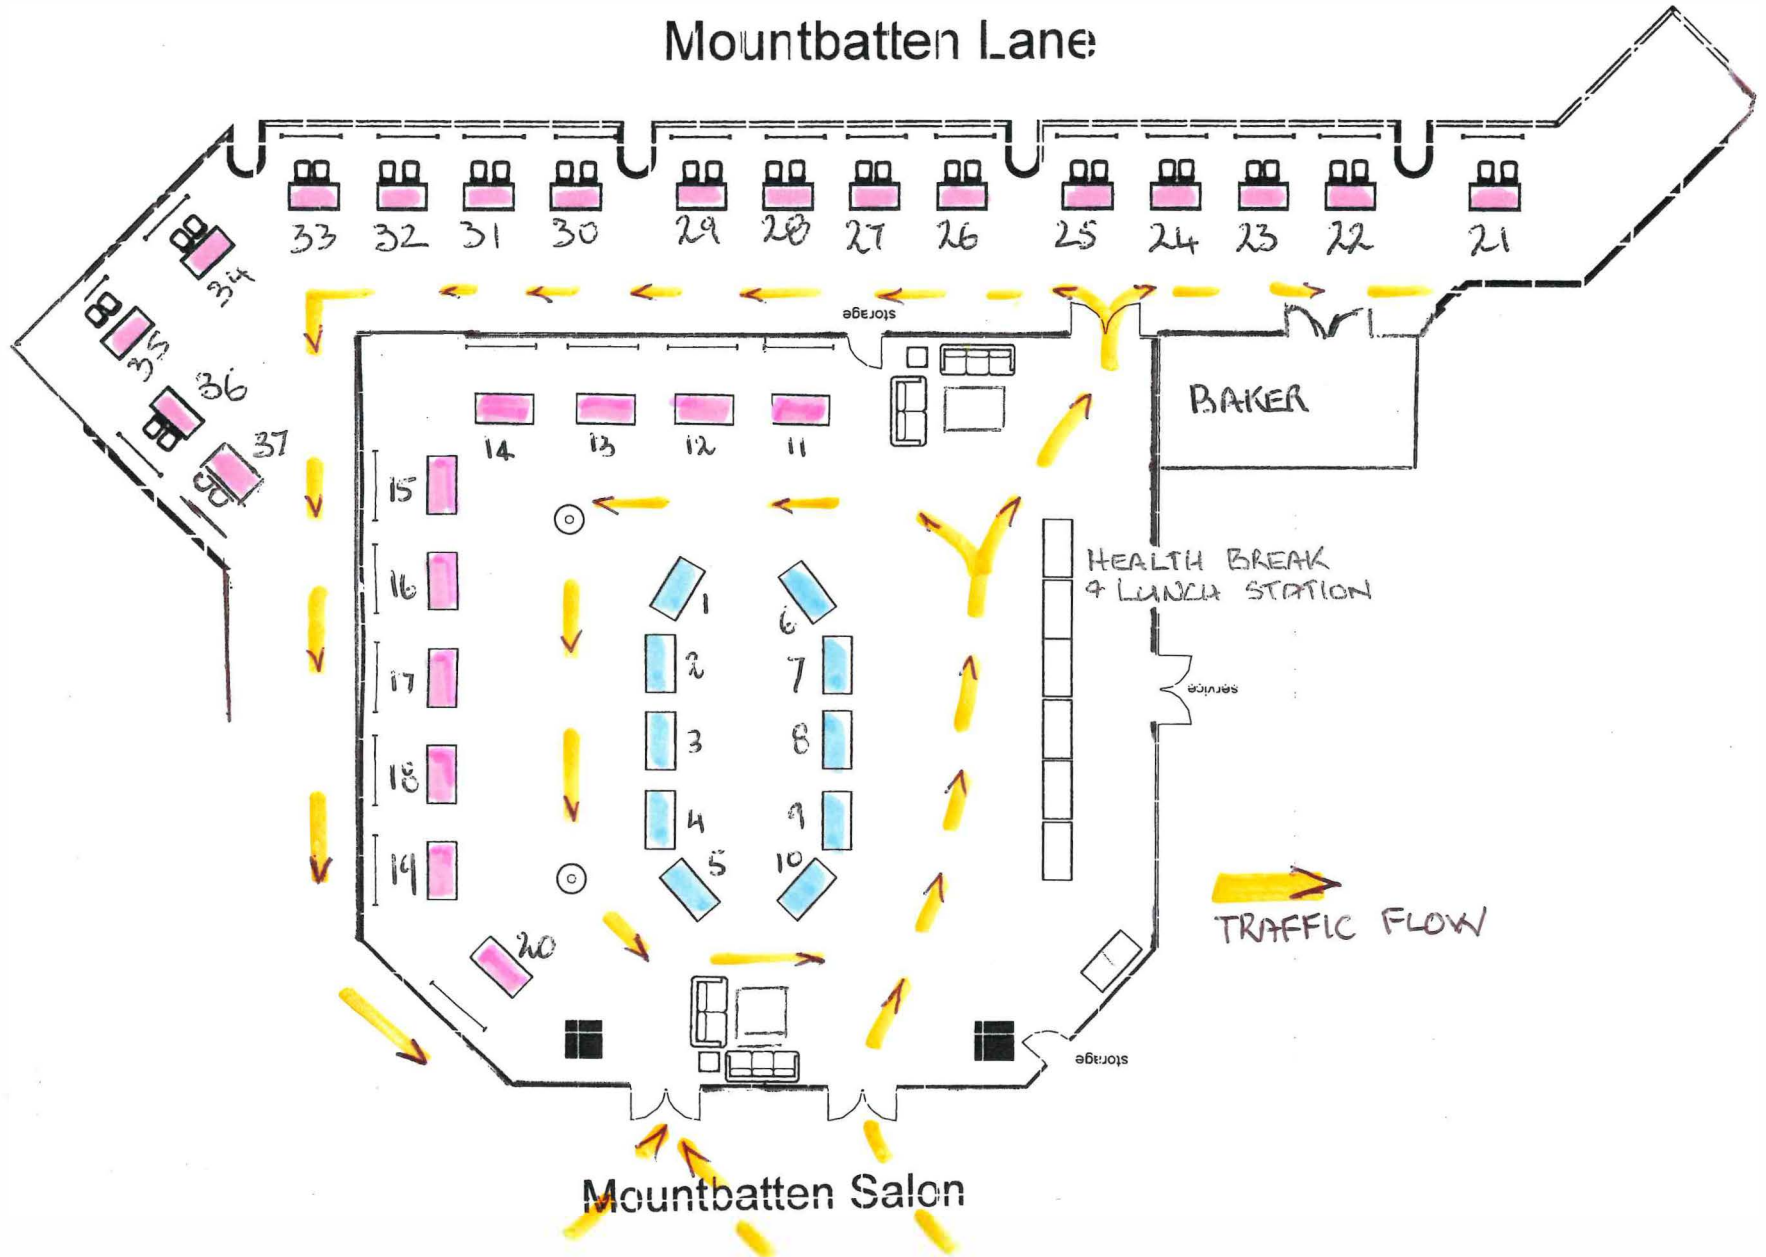 Mountbatten Lane
33 32 31 30 29 28 27 26 25 24 23 22 21
34
35
36
37
storage
BAKER
14 13 12 11
15
16
17
18
19
20
1
2
3
4
5
6
7
8
9
10
HEALTH BREAK
& LUNCH STATION
service
TRAFFIC FLOW
storage
Mountbatten Salon